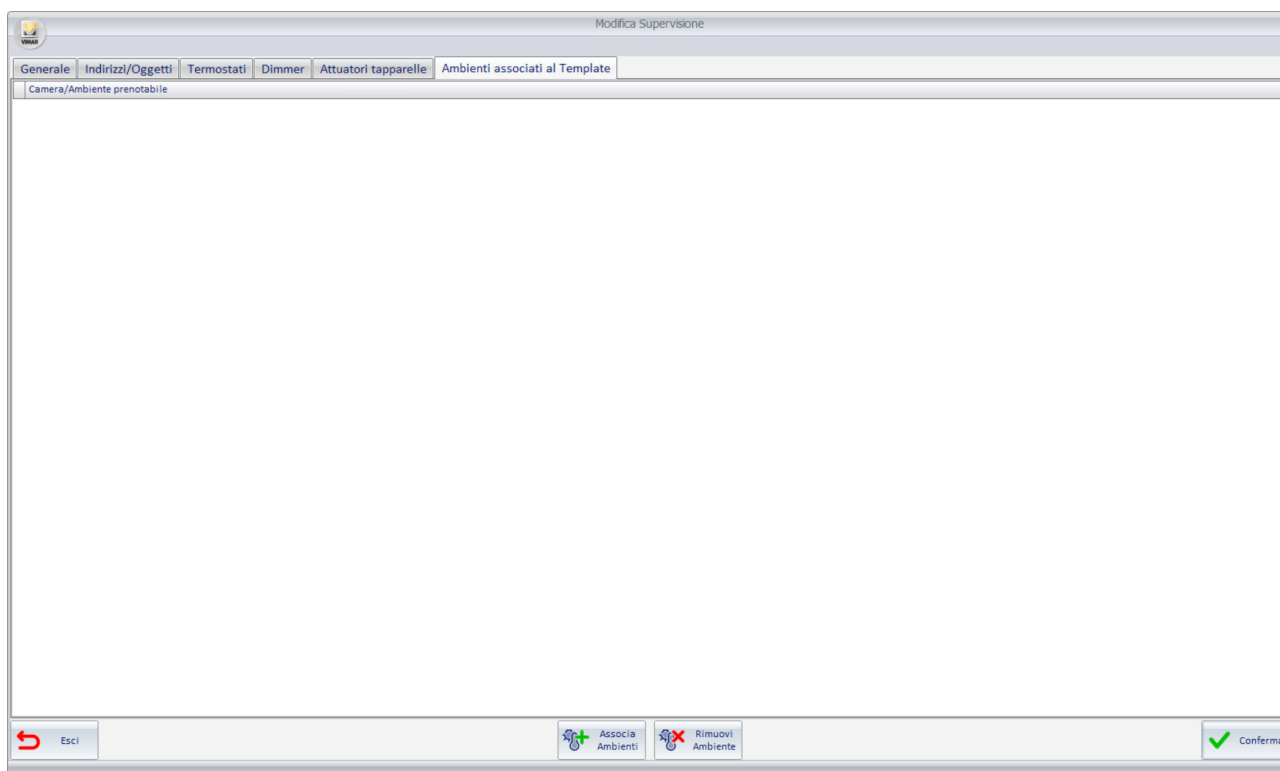 Modifica Supervisione
VIMAR
Generale Indirizzi/Oggetti Termostati Dimmer Attuatori tapparelle Ambienti associati al Template
Camera/Ambiente prenotabile
Esci
Associa
Ambienti
Rimuovi
Ambiente
Conferma